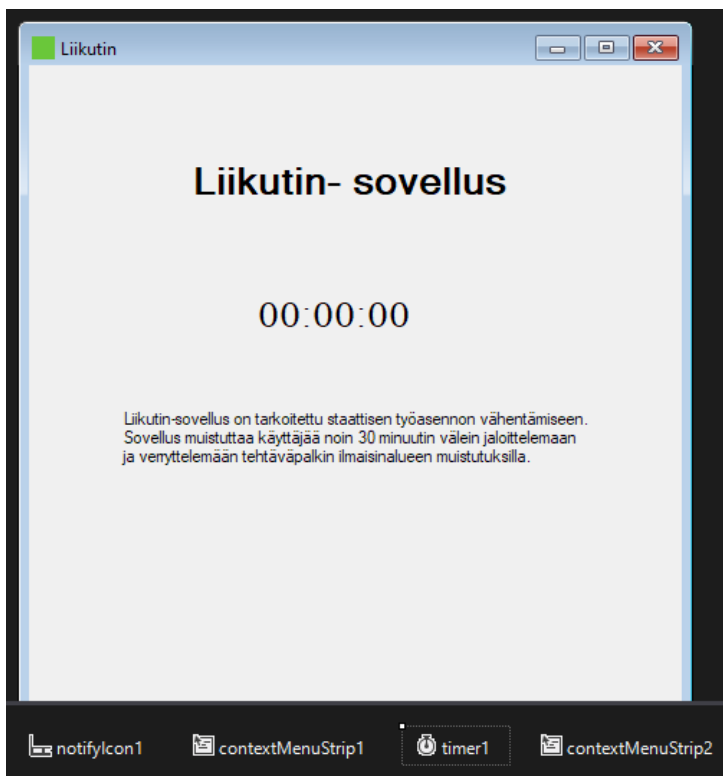 Liikutin
Liikutin- sovellus
00:00:00
Liikutin-sovellus on tarkoitettu staattisen työasennon vähentämiseen.
Sovellus muistuttaa käyttäjää noin 30 minuutin välein jaloittelemaan
ja verryttelemään tehtäväpalkin ilmaisinalueen muistutuksilla.
notifyIcon1 contextMenuStrip1 timer1 contextMenuStrip2